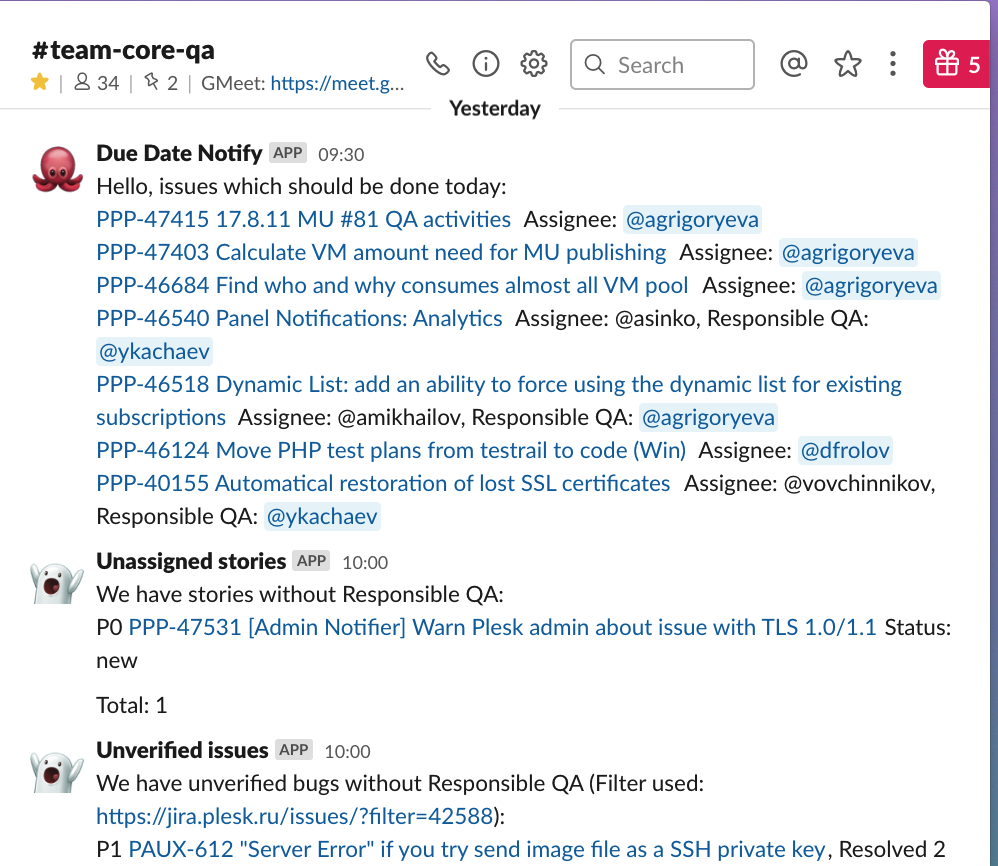 #team-core-qa
34 | 2 | GMeet: https://meet.g...
Search
5
Yesterday
Due Date Notify APP 09:30
Hello, issues which should be done today:
PPP-47415 17.8.11 MU #81 QA activities Assignee: @agrigoryeva
PPP-47403 Calculate VM amount need for MU publishing Assignee: @agrigoryeva
PPP-46684 Find who and why consumes almost all VM pool Assignee: @agrigoryeva
PPP-46540 Panel Notifications: Analytics Assignee: @asinko, Responsible QA:
@ykachaev
PPP-46518 Dynamic List: add an ability to force using the dynamic list for existing
subscriptions Assignee: @amikhailov, Responsible QA: @agrigoryeva
PPP-46124 Move PHP test plans from testrail to code (Win) Assignee: @dfrolov
PPP-40155 Automatical restoration of lost SSL certificates Assignee: @vovchinnikov,
Responsible QA: @ykachaev
Unassigned stories APP 10:00
We have stories without Responsible QA:
P0 PPP-47531 [Admin Notifier] Warn Plesk admin about issue with TLS 1.0/1.1 Status:
new
Total: 1
Unverified issues APP 10:00
We have unverified bugs without Responsible QA (Filter used:
https://jira.plesk.ru/issues/?filter=42588):
P1 PAUX-612 "Server Error" if you try send image file as a SSH private key, Resolved 2